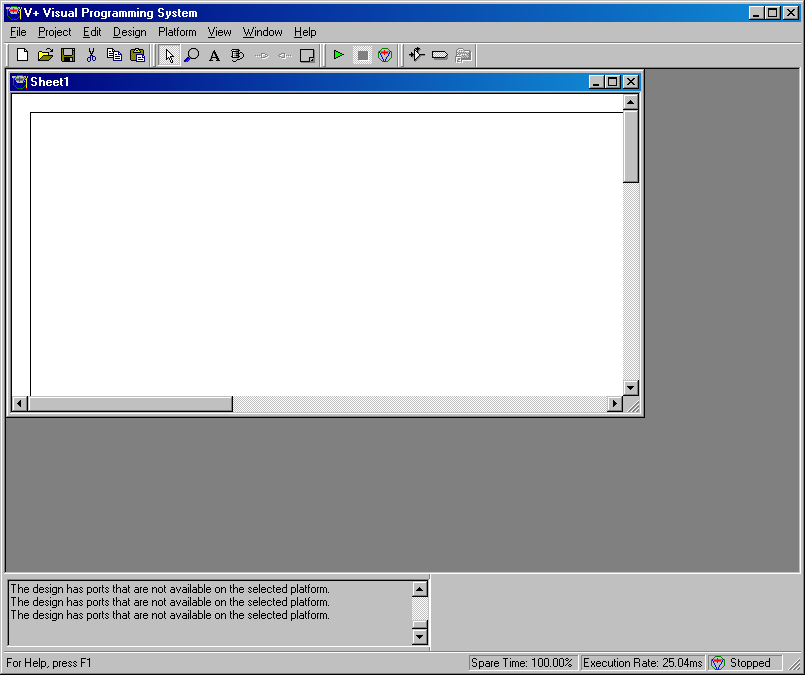 V+ Visual Programming System
File Project Edit Design Platform View Window Help
A
Sheet1
The design has ports that are not available on the selected platform.
The design has ports that are not available on the selected platform.
The design has ports that are not available on the selected platform.
For Help, press F1 Spare Time: 100.00% Execution Rate: 25.04ms Stopped